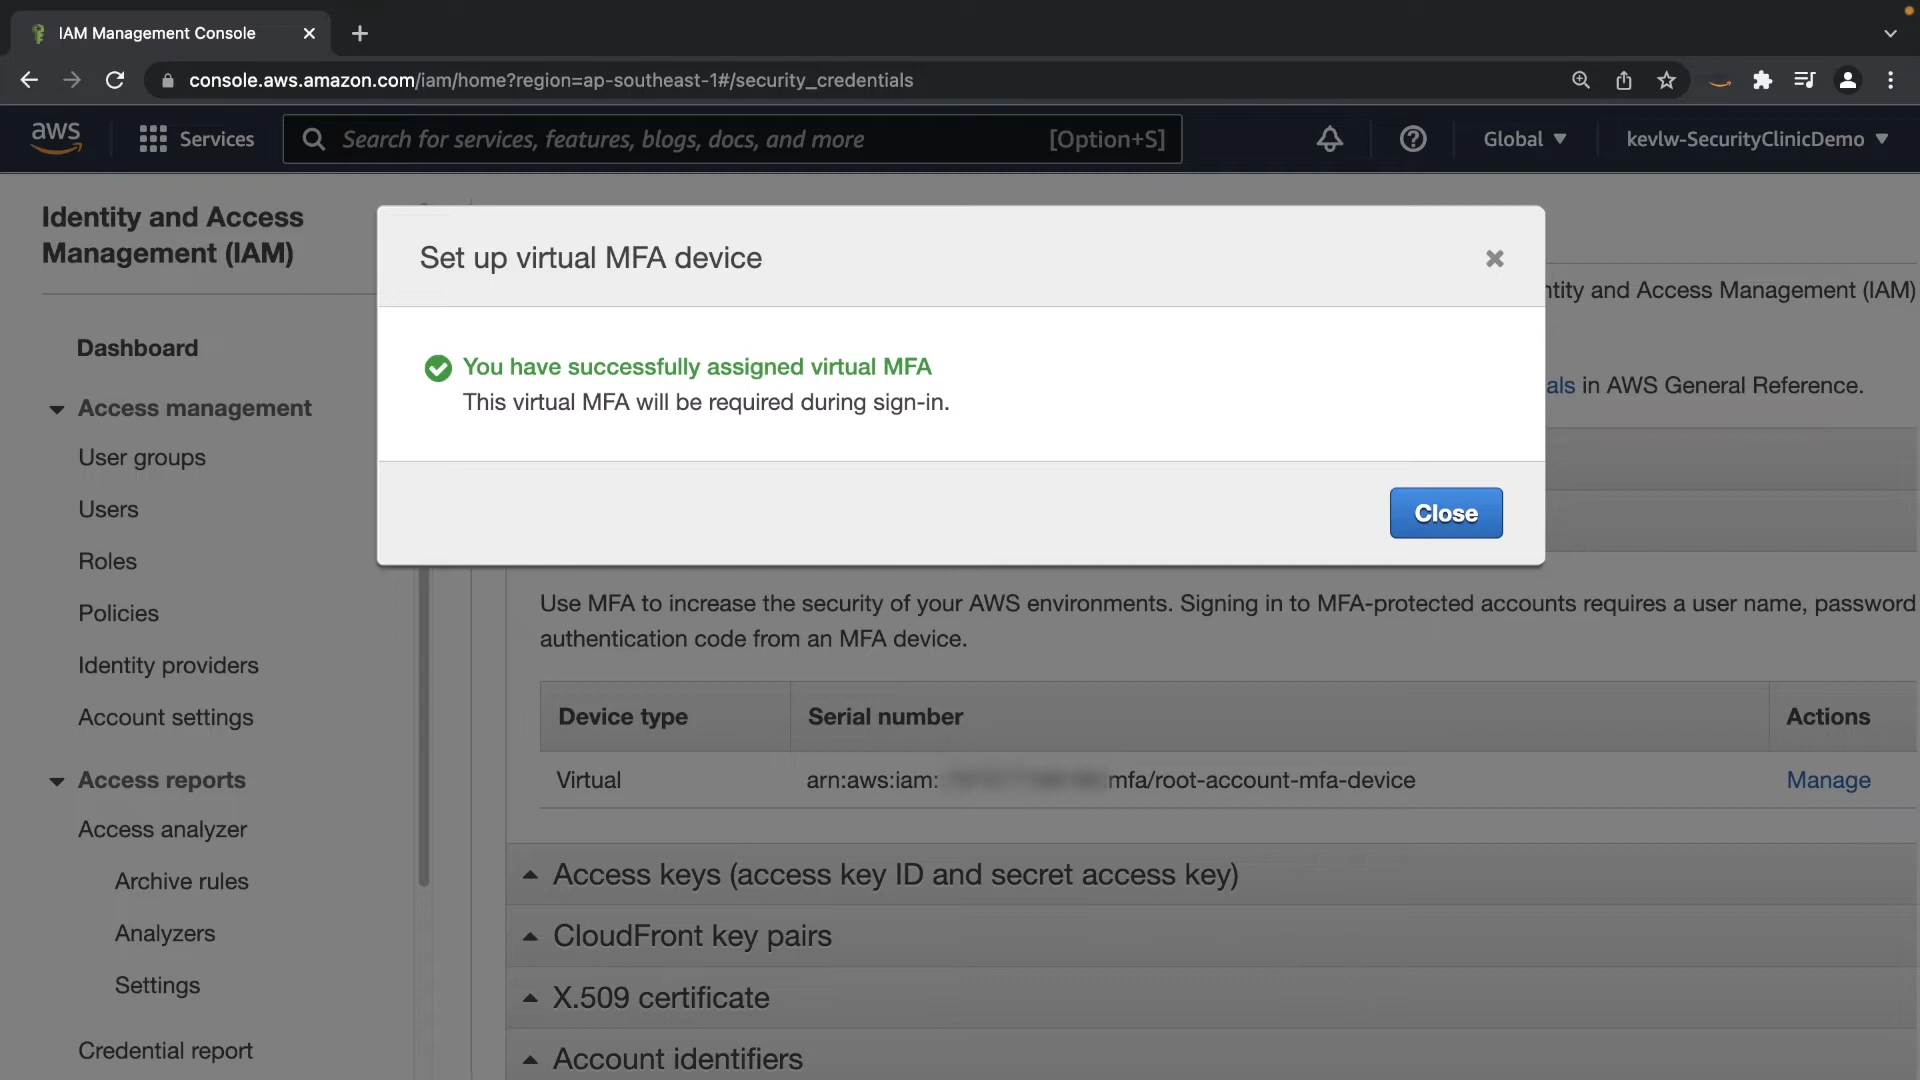 IAM Management Console
console.aws.amazon.com/iam/home?region=ap-southeast-1#/security_credentials
aws
Services
Search for services, features, blogs, docs, and more
[Option+S]
Global
kevlw-SecurityClinicDemo
Identity and Access
Management (IAM)
Dashboard
Access management
User groups
Users
Roles
Policies
Identity providers
Account settings
Access reports
Access analyzer
Archive rules
Analyzers
Settings
Credential report
Set up virtual MFA device
You have successfully assigned virtual MFA
This virtual MFA will be required during sign-in.
Close
and Access Management (IAM)
in AWS General Reference.
Use MFA to increase the security of your AWS environments. Signing in to MFA-protected accounts requires a user name, password
authentication code from an MFA device.
Device type
Serial number
Actions
Virtual
arn:aws:iam: mfa/root-account-mfa-device
Manage
Access keys (access key ID and secret access key)
CloudFront key pairs
X.509 certificate
Account identifiers